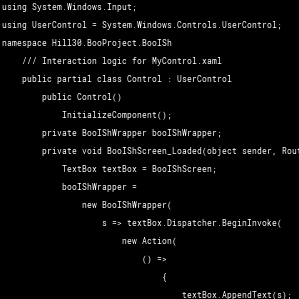 using System.Windows.Input;
using UserControl = System.Windows.Controls.UserControl;
namespace Hill30.BooProject.BooISh
/// Interaction logic for MyControl.xaml
public partial class Control : UserControl
public Control()
InitializeComponent();
private BooIShWrapper booIShWrapper;
private void BooIShScreen_Loaded(object sender, Rout
TextBox textBox = BooIShScreen;
booIShWrapper =
new BooIShWrapper(
s => textBox.Dispatcher.BeginInvoke(
new Action(
() =>
{
textBox.AppendText(s);